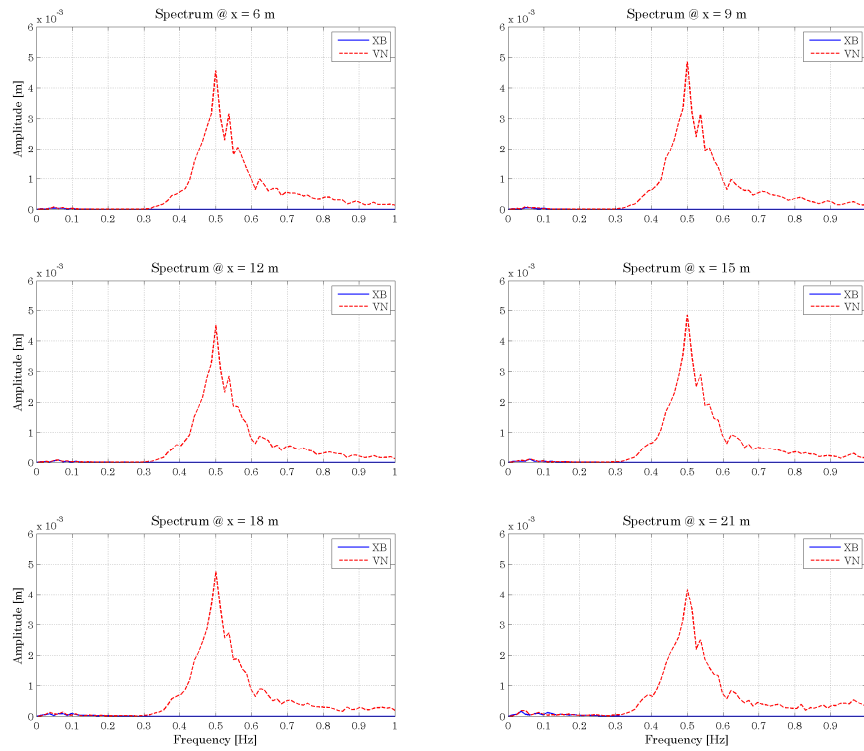 Spectrum @ x = 6 m
x 10⁻³
Amplitude [m]
6
5
4
3
2
1
0
XB
VN
0 0.1 0.2 0.3 0.4 0.5 0.6 0.7 0.8 0.9 1
Spectrum @ x = 9 m
x 10⁻³
6
5
4
3
2
1
0
XB
VN
0 0.1 0.2 0.3 0.4 0.5 0.6 0.7 0.8 0.9
Spectrum @ x = 12 m
x 10⁻³
Amplitude [m]
6
5
4
3
2
1
0
XB
VN
0 0.1 0.2 0.3 0.4 0.5 0.6 0.7 0.8 0.9 1
Spectrum @ x = 15 m
x 10⁻³
6
5
4
3
2
1
0
XB
VN
0 0.1 0.2 0.3 0.4 0.5 0.6 0.7 0.8 0.9
Spectrum @ x = 18 m
x 10⁻³
Amplitude [m]
6
5
4
3
2
1
0
XB
VN
0 0.1 0.2 0.3 0.4 0.5 0.6 0.7 0.8 0.9 1
Frequency [Hz]
Spectrum @ x = 21 m
x 10⁻³
6
5
4
3
2
1
0
XB
VN
0 0.1 0.2 0.3 0.4 0.5 0.6 0.7 0.8 0.9
Frequency [Hz]